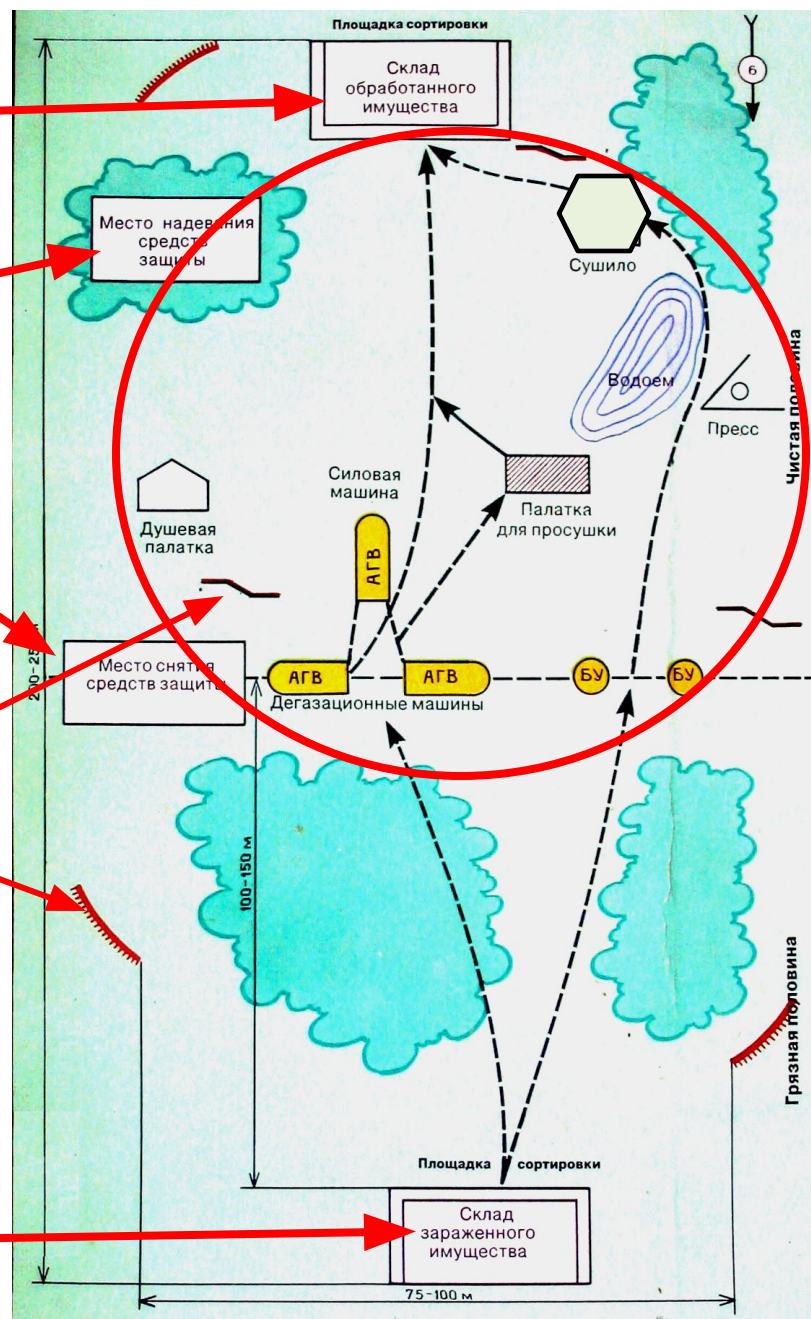 Площадка сортировки
Склад
обработанного
имущества
6
Место надевания
средств
защиты
Сушило
Водоем
Пресс
Чистая половина
Силовая
машина
Палатка
для просушки
Душевая
палатка
АГВ
Место снятия
средств защиты
АГВ
АГВ
БУ
БУ
Дегазационные машины
100-150 м
Грязная половина
Площадка сортировки
Склад
зараженного
имущества
75-100 м